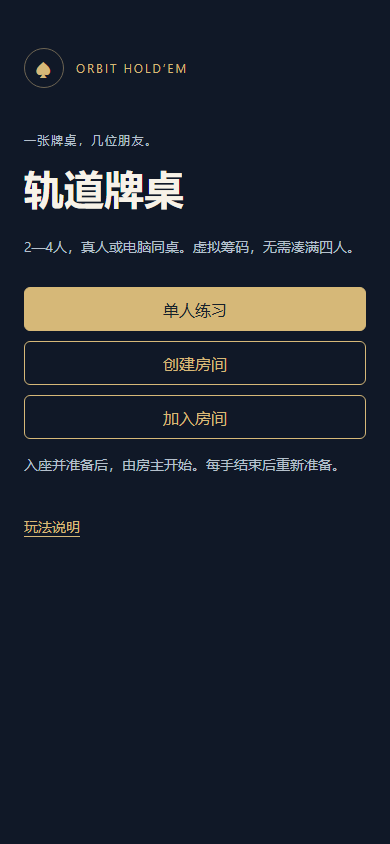 ORBIT HOLD'EM
一张牌桌，几位朋友。
轨道牌桌
2—4人，真人或电脑同桌。虚拟筹码，无需凑满四人。
单人练习
创建房间
加入房间
入座并准备后，由房主开始。每手结束后重新准备。
玩法说明